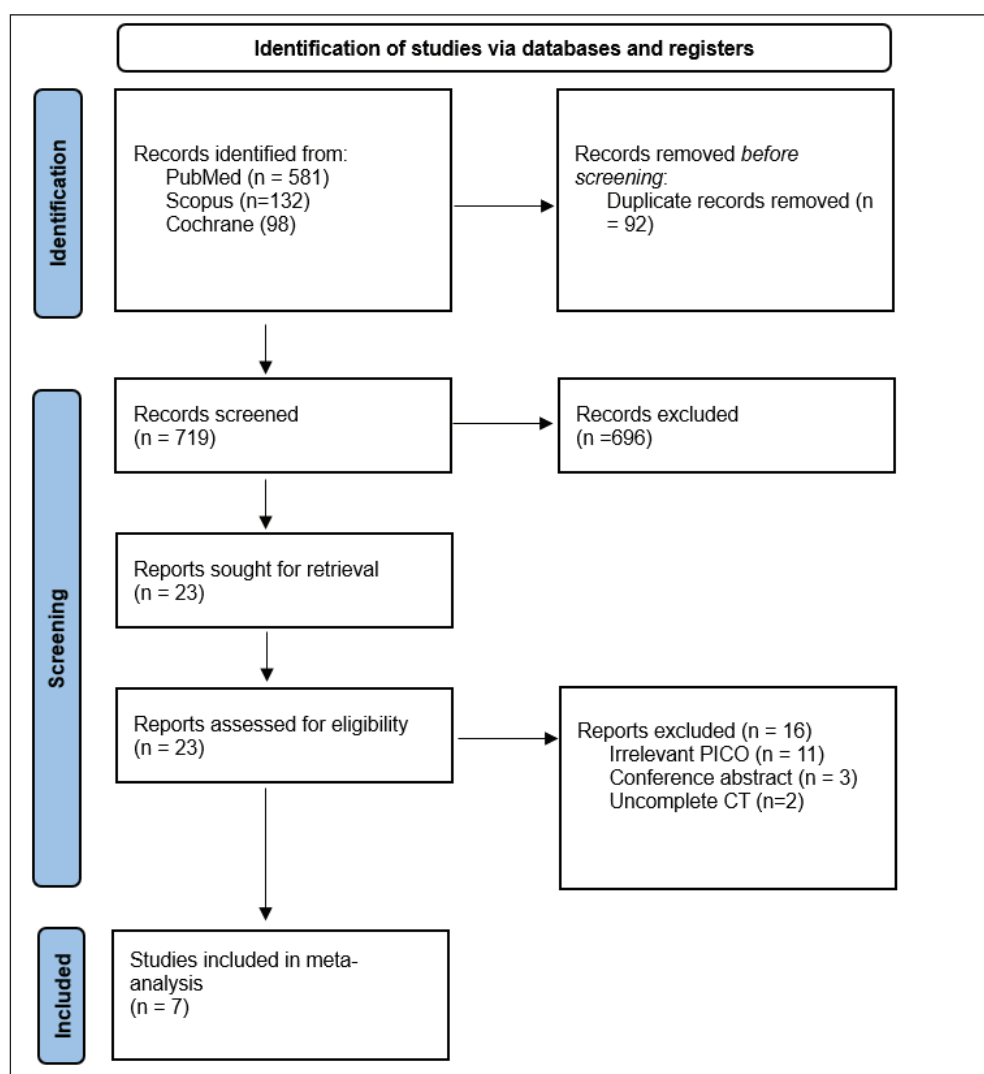 Identification of studies via databases and registers
Identification
Records identified from:
PubMed (n = 581)
Scopus (n=132)
Cochrane (98)
Records removed before
screening:
Duplicate records removed (n
= 92)
Screening
Records screened
(n = 719)
Records excluded
(n =696)
Reports sought for retrieval
(n = 23)
Reports assessed for eligibility
(n = 23)
Reports excluded (n = 16)
Irrelevant PICO (n = 11)
Conference abstract (n = 3)
Uncomplete CT (n=2)
Included
Studies included in meta-
analysis
(n = 7)